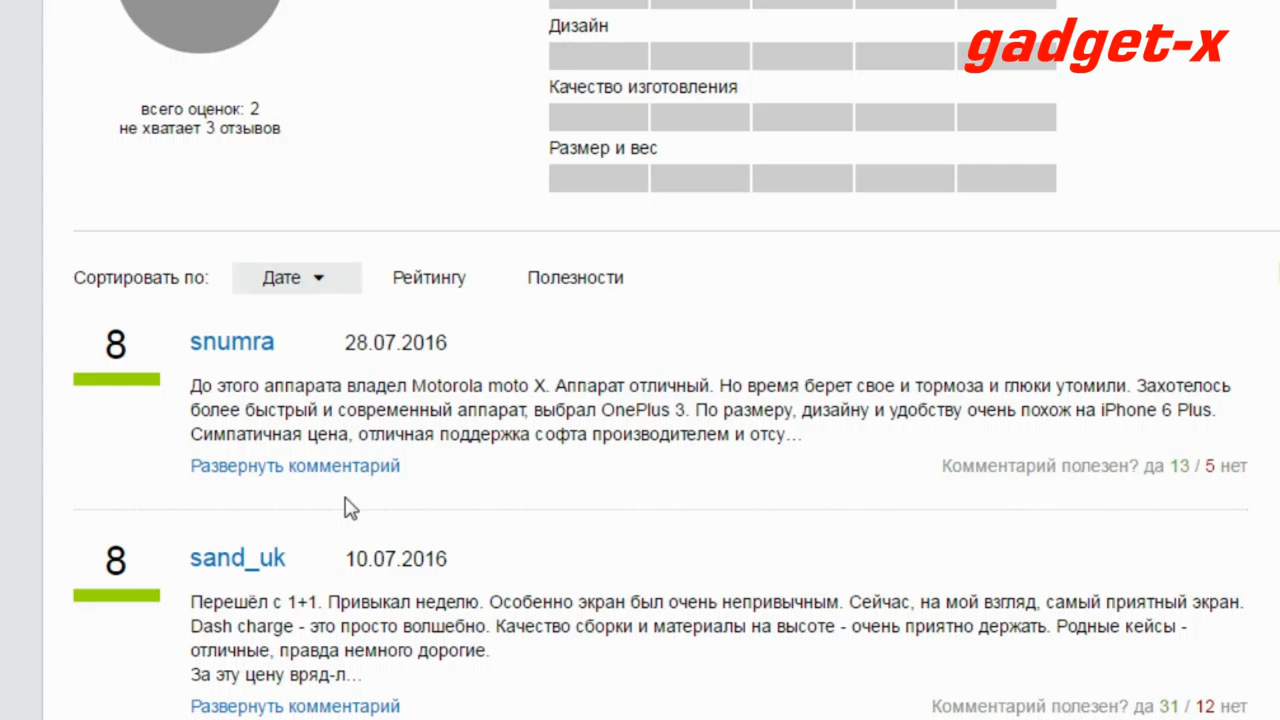 Дизайн
gadget-x
Качество изготовления
всего оценок: 2
не хватает 3 отзывов
Размер и вес
Сортировать по: Дате Рейтингу Полезности
8 snumra 28.07.2016
До этого аппарата владел Motorola moto X. Аппарат отличный. Но время берет свое и тормоза и глюки утомили. Захотелось
более быстрый и современный аппарат, выбрал OnePlus 3. По размеру, дизайну и удобству очень похож на iPhone 6 Plus.
Симпатичная цена, отличная поддержка софта производителем и отсу...
Развернуть комментарий Комментарий полезен? да 13 / 5 нет
8 sand_uk 10.07.2016
Перешёл с 1+1. Привыкал неделю. Особенно экран был очень непривычным. Сейчас, на мой взгляд, самый приятный экран.
Dash charge - это просто волшебно. Качество сборки и материалы на высоте - очень приятно держать. Родные кейсы -
отличные, правда немного дорогие.
За эту цену вряд-л...
Развернуть комментарий Комментарий полезен? да 31 / 12 нет